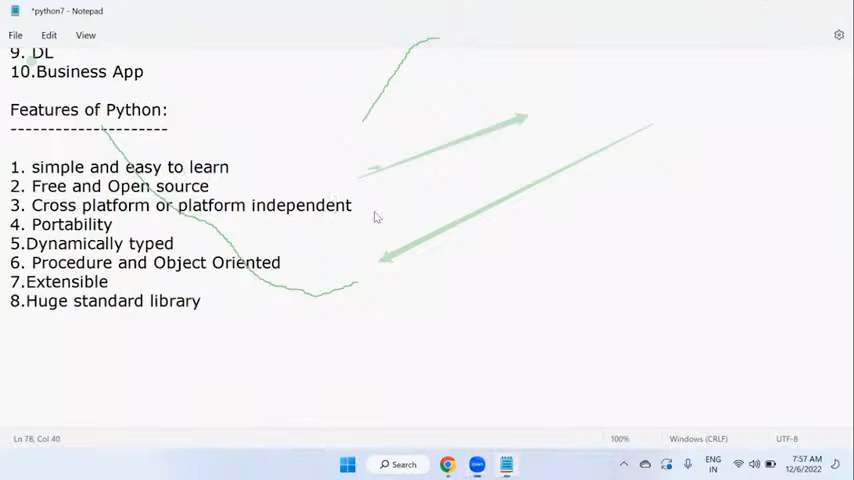 *python7 - Notepad
File Edit View
9. DL
10.Business App
Features of Python:
---------------------
1. simple and easy to learn
2. Free and Open source
3. Cross platform or platform independent
4. Portability
5.Dynamically typed
6. Procedure and Object Oriented
7.Extensible
8.Huge standard library
Ln 78, Col 40 100% Windows (CRLF) UTF-8
Search zoom ENG IN 7:57 AM 12/6/2022